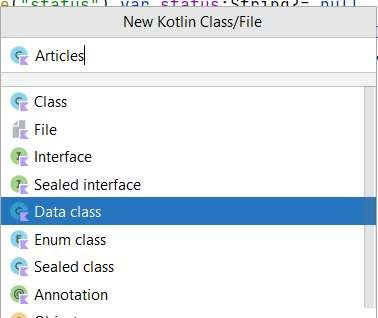 e("status") var status:String?= null
New Kotlin Class/File
Articles
Class
File
Interface
Sealed interface
Data class
Enum class
Sealed class
Annotation
Object